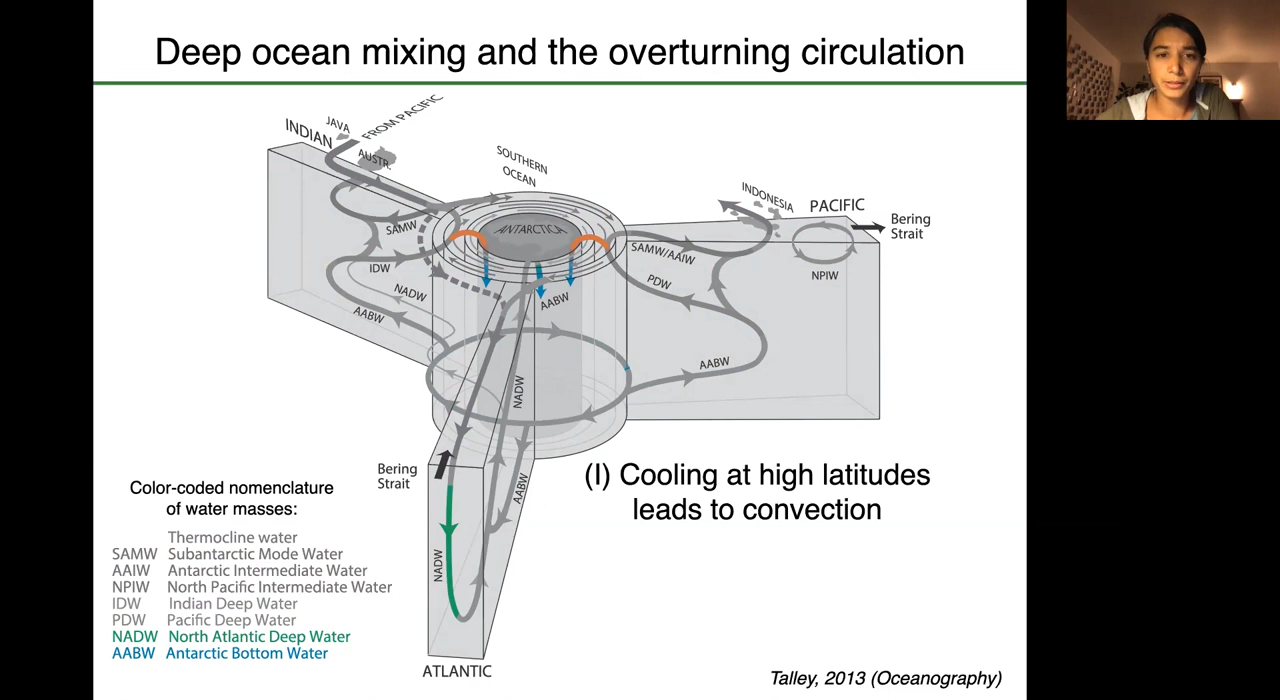 Deep ocean mixing and the overturning circulation
INDIAN
JAVA
FROM PACIFIC
AUSTR.
SOUTHERN
OCEAN
ANTARCTICA
INDONESIA
PACIFIC
Bering
Strait
SAMW
SAMW/AAIW
IDW
PDW
NPIW
NADW
AABW
AABW
AABW
NADW
(I) Cooling at high latitudes
leads to convection
Bering
Strait
AABW
NADW
ATLANTIC
Color-coded nomenclature
of water masses:
Thermocline water
SAMW Subantarctic Mode Water
AAIW Antarctic Intermediate Water
NPIW North Pacific Intermediate Water
IDW Indian Deep Water
PDW Pacific Deep Water
NADW North Atlantic Deep Water
AABW Antarctic Bottom Water
Talley, 2013 (Oceanography)